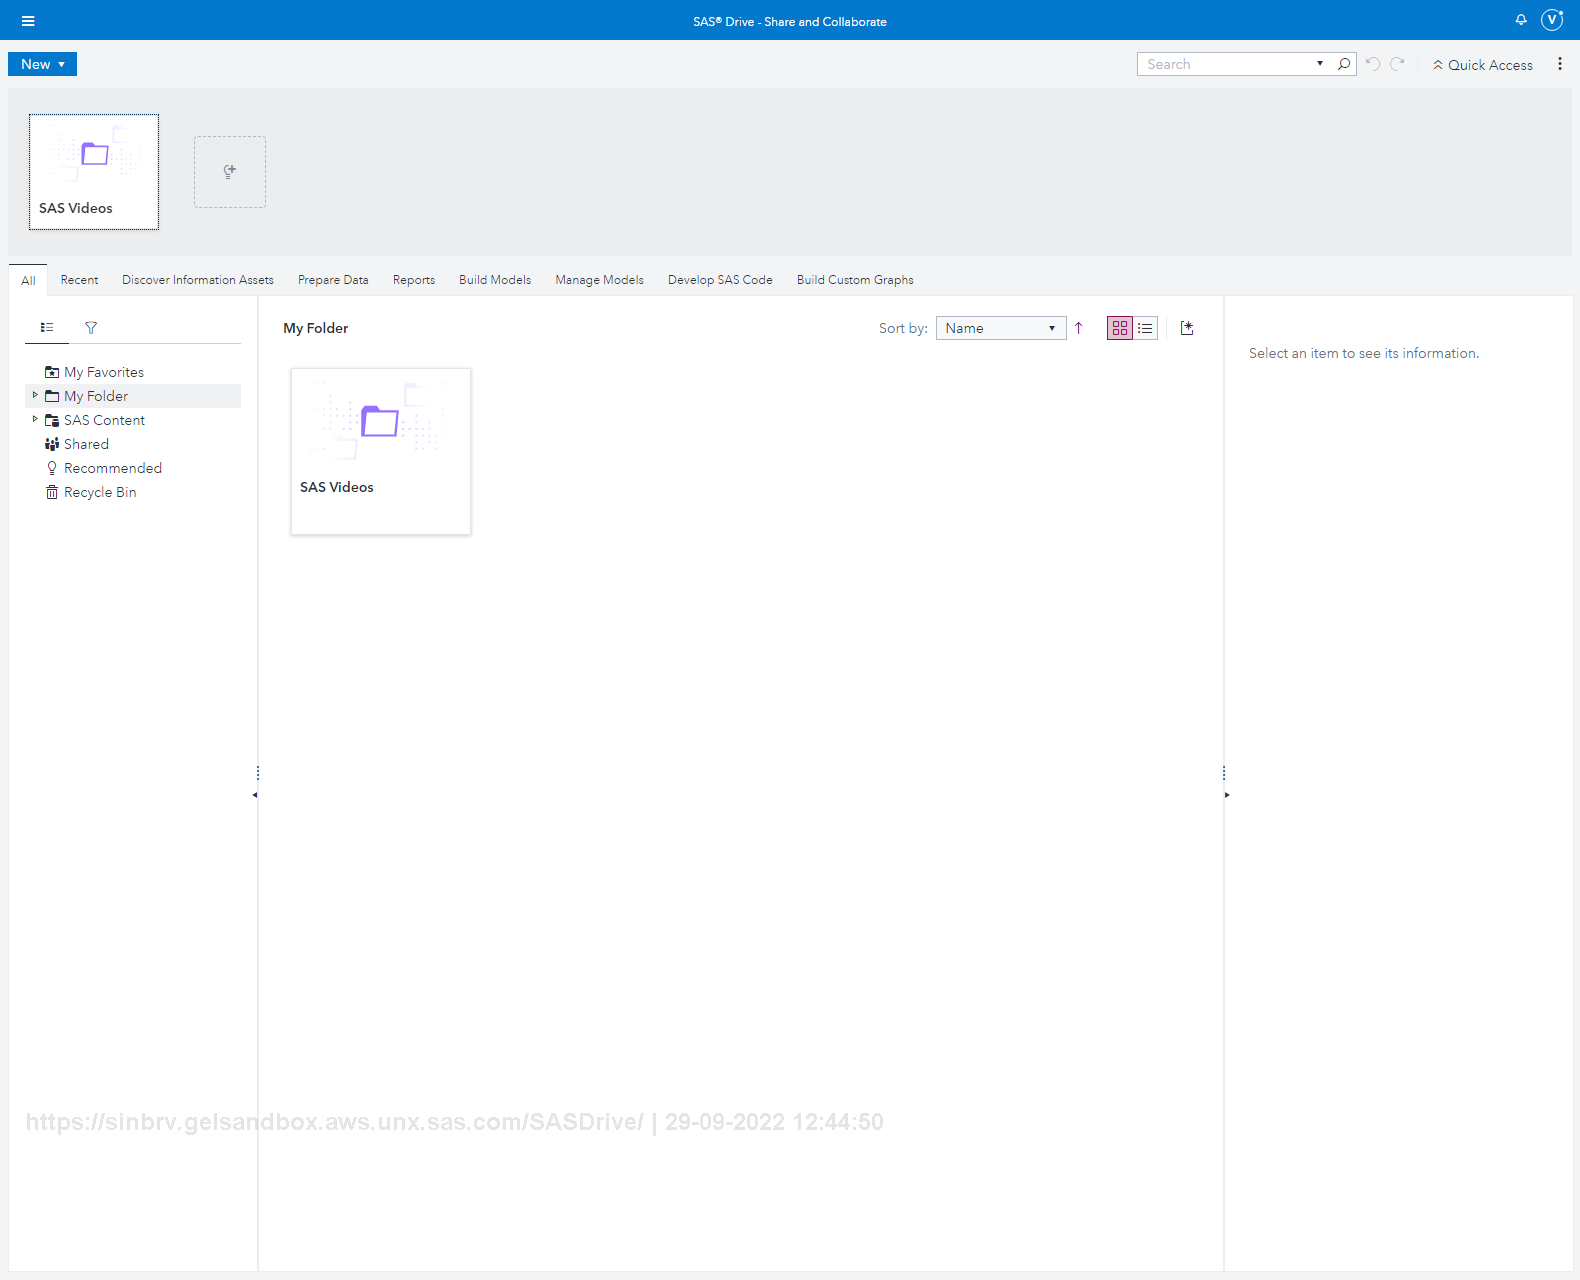 SAS® Drive - Share and Collaborate
V
New
Search
Quick Access
SAS Videos
All
Recent
Discover Information Assets
Prepare Data
Reports
Build Models
Manage Models
Develop SAS Code
Build Custom Graphs
My Folder
Sort by:
Name
Select an item to see its information.
My Favorites
My Folder
SAS Content
Shared
Recommended
Recycle Bin
SAS Videos
https://sinbrv.gelsandbox.aws.unx.sas.com/SASDrive/ | 29-09-2022 12:44:50